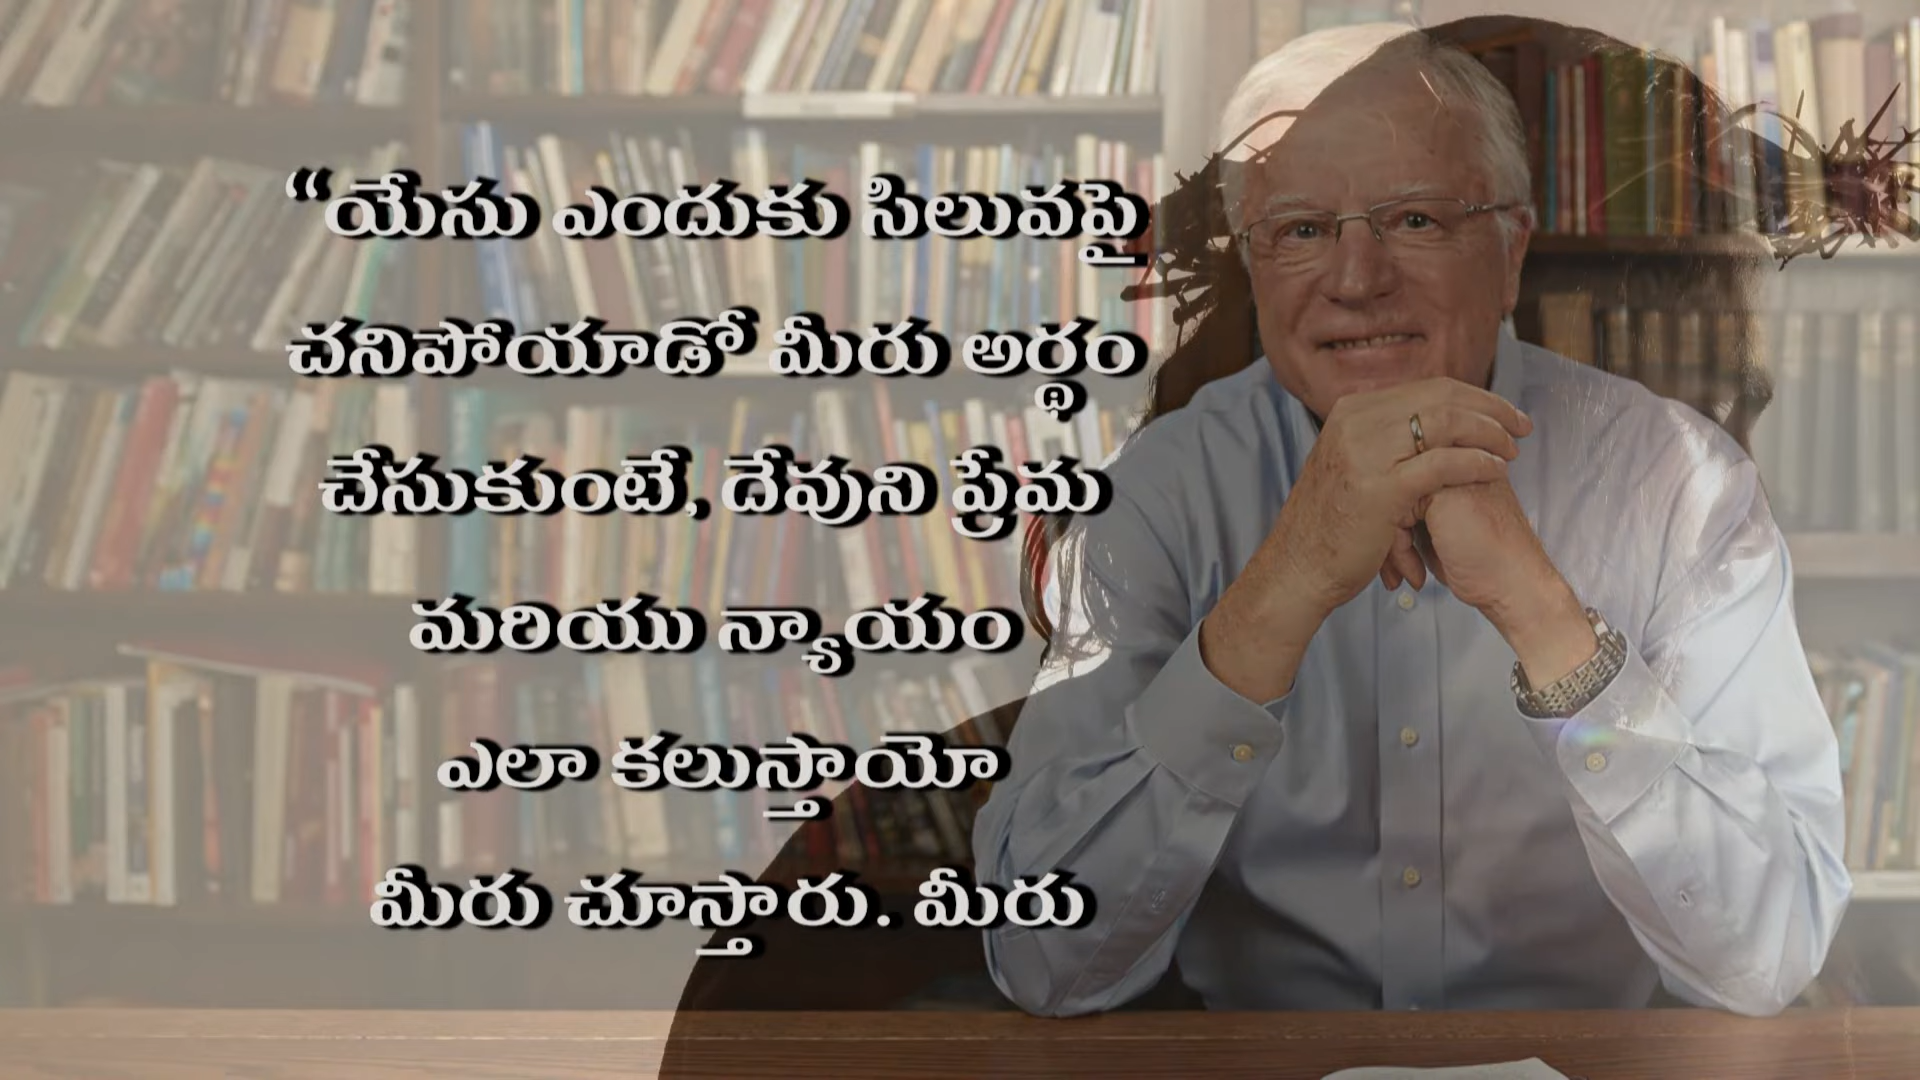 “యేసు ఎందుకు సిలువపై
చనిపోయాడో మీరు అర్థం
చేసుకుంటే, దేవుని ప్రేమ
మరియు న్యాయం
ఎలా కలుస్తాయో
మీరు చూస్తారు. మీరు